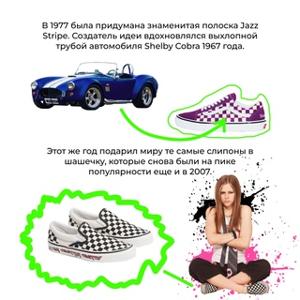 В 1977 была придумана знаменитая полоска Jazz
Stripe. Создатель идеи вдохновлялся выхлопной
трубой автомобиля Shelby Cobra 1967 года.
Этот же год подарил миру те самые слипоны в
шашечку, которые снова были на пике
популярности еще и в 2007.